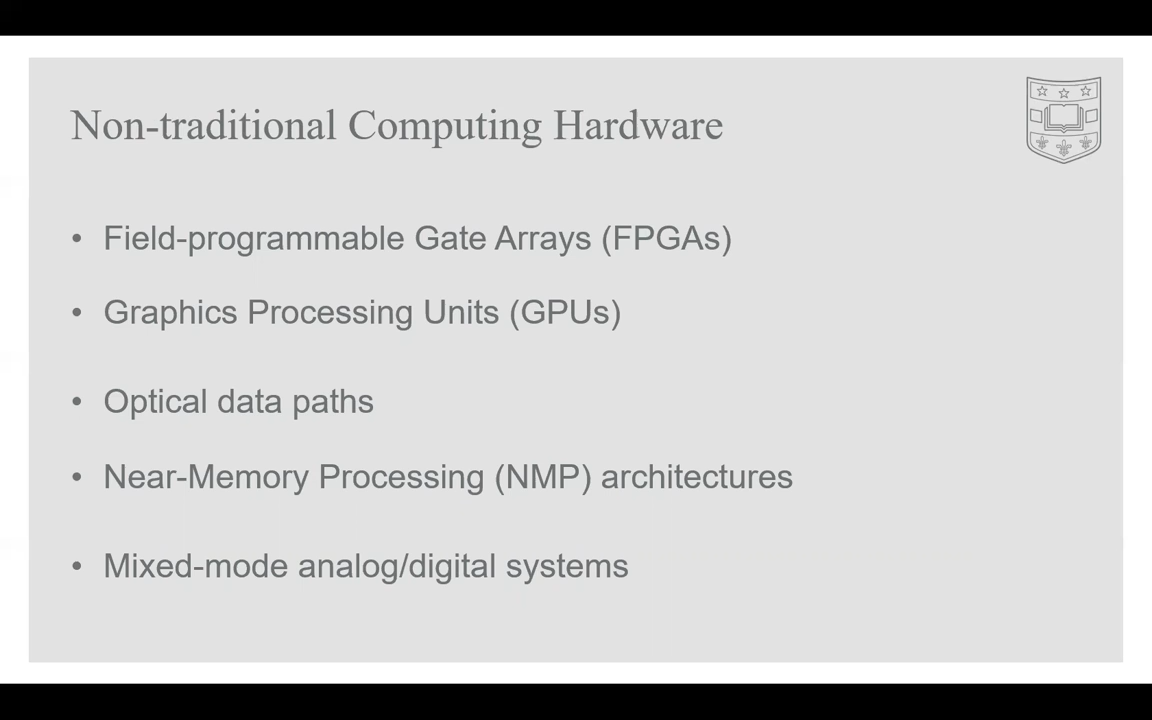 Non-traditional Computing Hardware
• Field-programmable Gate Arrays (FPGAs)
• Graphics Processing Units (GPUs)
• Optical data paths
• Near-Memory Processing (NMP) architectures
• Mixed-mode analog/digital systems